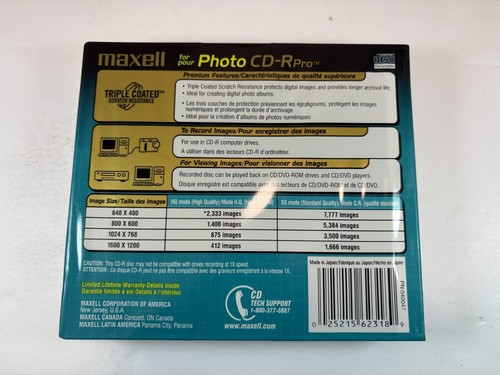 maxell for pour Photo CD-R Pro™
Premium Features/Caractéristiques de qualité supérieure
TRIPLE COATED™
SCRATCH-RESISTANCE
• Triple Coated Scratch Resistance protects digital images and provides longer archival life.
• Ideal for creating digital photo albums.
• Les trois couches de protection préviennent les égratignures, protègent les images
numériques et prolongent la durée d'archivage.
• Idéal pour la création d'albums de photos numériques
To Record Images/Pour enregistrer des images
For use in CD-R computer drives.
A utiliser dans des lecteurs CD-R d'ordinateur.
For Viewing Images/Pour visionner des images
Recorded disc can be played back on CD/DVD-ROM drives and CD/DVD players.
Disque enregistré est compatible avec des lecteurs de CD/DVD-ROM et de CD/DVD.
Image Size/Taille des images HQ mode (High Quality)/Mode H.Q. SQ mode (Standard Quality)/Mode Q.R. (qualité standard)
640 X 480 *2,333 images 7,777 images
800 X 600 1,400 images 5,384 images
1024 X 768 875 images 3,500 images
1600 X 1200 412 images 1,666 images
CAUTION: This CD-R disc may not be compatible with drives recording at 1X speed.
ATTENTION : Ce disque CD-R peut ne pas être compatible avec des graveurs enregistrant à la vitesse 1X.
Limited Lifetime Warranty-Details Inside
Garantie limitée à vie-Détails à l'intérieur
MAXELL CORPORATION OF AMERICA
New Jersey, U.S.A.
MAXELL CANADA Concord, ON Canada
MAXELL LATIN AMERICA Panama City, Panama
CD
TECH SUPPORT
1-800-377-5887
www.maxell.com
Made in Japan/Fabriqué au Japon/Hecho en Japón
0 25215 62318 9